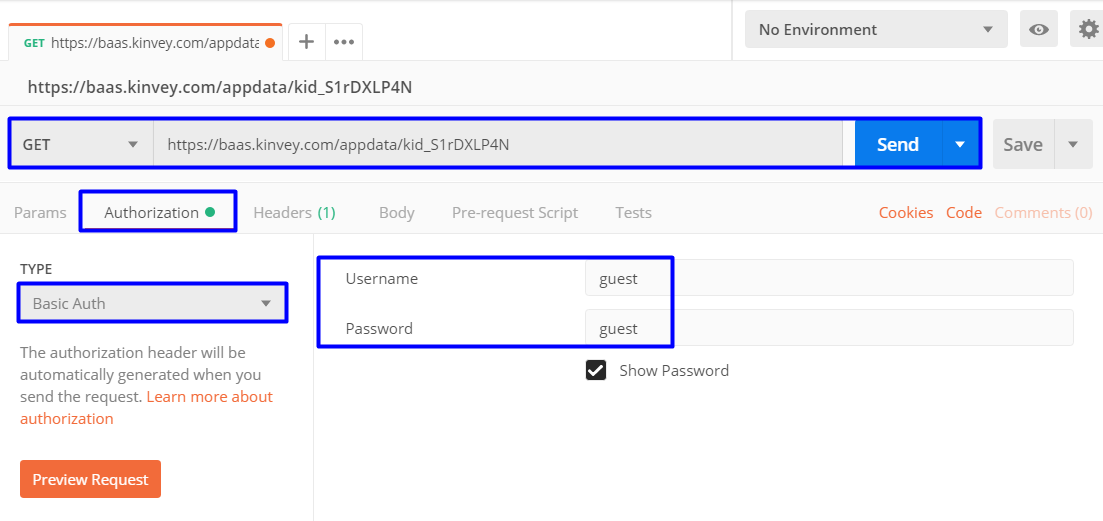 GET https://baas.kinvey.com/appdata
No Environment
https://baas.kinvey.com/appdata/kid_S1rDXLP4N
GET https://baas.kinvey.com/appdata/kid_S1rDXLP4N Send Save
Params Authorization Headers (1) Body Pre-request Script Tests Cookies Code Comments (0)
TYPE
Basic Auth
The authorization header will be
automatically generated when you
send the request. Learn more about
authorization
Preview Request
Username guest
Password guest
Show Password